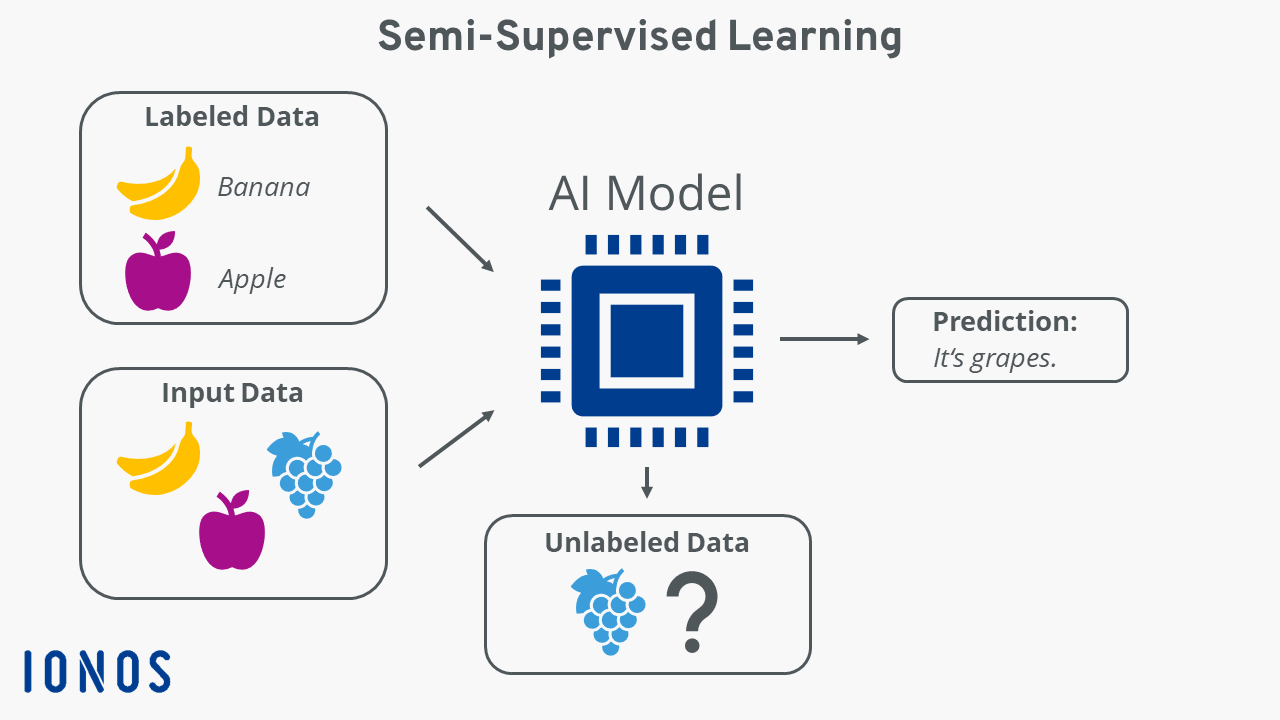 Semi-Supervised Learning
Labeled Data
Banana
Apple
Input Data
AI Model
Unlabeled Data
?
Prediction:
It‘s grapes.
IONOS